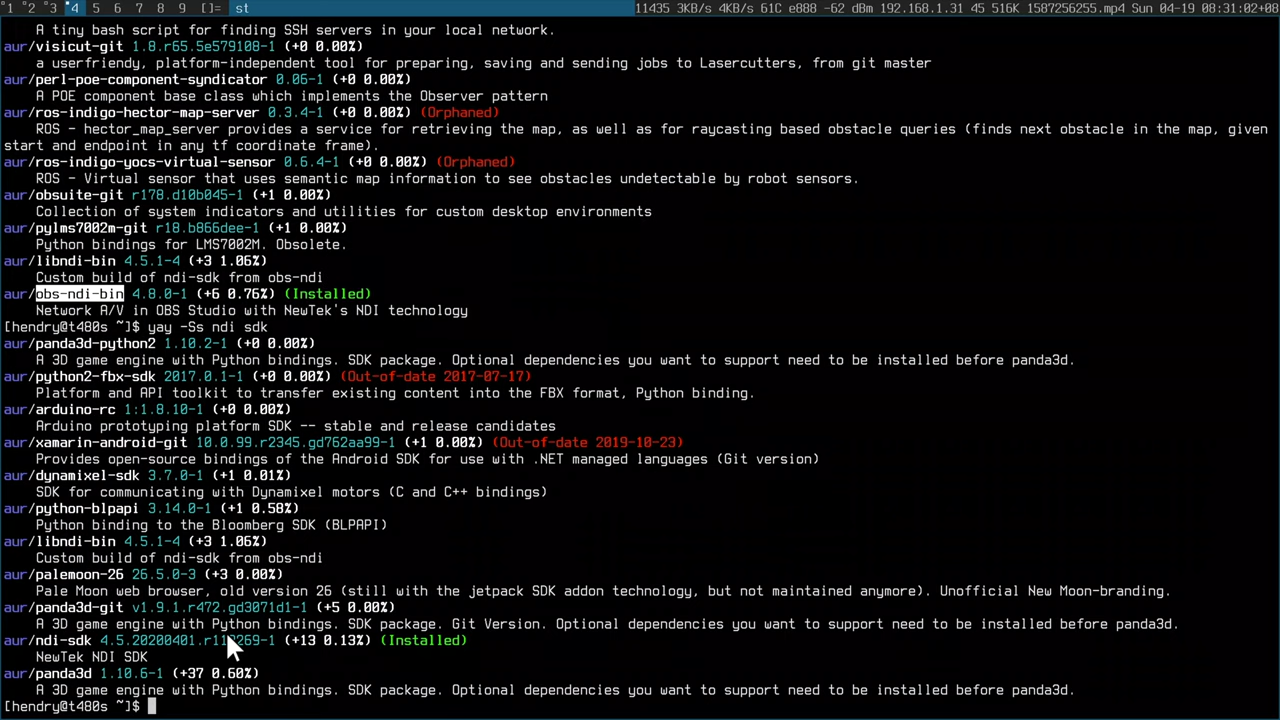 1 2 3 4 5 6 7 8 9 []= st 11435 3KB/s 4KB/s 61C e888 -62 dBm 192.168.1.31 45 516K 1587256255.mp4 Sun 04-19 08:31:02+08
A tiny bash script for finding SSH servers in your local network.
aur/visicut-git 1.8.r65.5e579108-1 (+0 0.00%)
a userfriendly, platform-independent tool for preparing, saving and sending jobs to Lasercutters, from git master
aur/perl-poe-component-syndicator 0.06-1 (+0 0.00%)
A POE component base class which implements the Observer pattern
aur/ros-indigo-hector-map-server 0.3.4-1 (+0 0.00%) (Orphaned)
ROS - hector_map_server provides a service for retrieving the map, as well as for raycasting based obstacle queries (finds next obstacle in the map, given
start and endpoint in any tf coordinate frame).
aur/ros-indigo-yocs-virtual-sensor 0.6.4-1 (+0 0.00%) (Orphaned)
ROS - Virtual sensor that uses semantic map information to see obstacles undetectable by robot sensors.
aur/obsuite-git r178.d10b045-1 (+1 0.00%)
Collection of system indicators and utilities for custom desktop environments
aur/pylms7002m-git r18.b866dee-1 (+1 0.00%)
Python bindings for LMS7002M. Obsolete.
aur/libndi-bin 4.5.1-4 (+3 1.06%)
Custom build of ndi-sdk from obs-ndi
aur/obs-ndi-bin 4.8.0-1 (+6 0.76%) (Installed)
Network A/V in OBS Studio with NewTek's NDI technology
[hendry@t480s ~]$ yay -Ss ndi sdk
aur/panda3d-python2 1.10.2-1 (+0 0.00%)
A 3D game engine with Python bindings. SDK package. Optional dependencies you want to support need to be installed before panda3d.
aur/python2-fbx-sdk 2017.0.1-1 (+0 0.00%) (Out-of-date 2017-07-17)
Platform and API toolkit to transfer existing content into the FBX format, Python binding.
aur/arduino-rc 1:1.8.10-1 (+0 0.00%)
Arduino prototyping platform SDK -- stable and release candidates
aur/xamarin-android-git 10.0.99.r2345.gd762aa99-1 (+1 0.00%) (Out-of-date 2019-10-23)
Provides open-source bindings of the Android SDK for use with .NET managed languages (Git version)
aur/dynamixel-sdk 3.7.0-1 (+1 0.01%)
SDK for communicating with Dynamixel motors (C and C++ bindings)
aur/python-blpapi 3.14.0-1 (+1 0.58%)
Python binding to the Bloomberg SDK (BLPAPI)
aur/libndi-bin 4.5.1-4 (+3 1.06%)
Custom build of ndi-sdk from obs-ndi
aur/palemoon-26 26.5.0-3 (+3 0.00%)
Pale Moon web browser, old version 26 (still with the jetpack SDK addon technology, but not maintained anymore). Unofficial New Moon-branding.
aur/panda3d-git v1.9.1.r472.gd3071d1-1 (+5 0.00%)
A 3D game engine with Python bindings. SDK package. Git Version. Optional dependencies you want to support need to be installed before panda3d.
aur/ndi-sdk (+13 0.13%) (Installed)
NewTek NDI SDK
aur/panda3d 1.10.6-1 (+37 0.60%)
A 3D game engine with Python bindings. SDK package. Optional dependencies you want to support need to be installed before panda3d.
[hendry@t480s ~]$